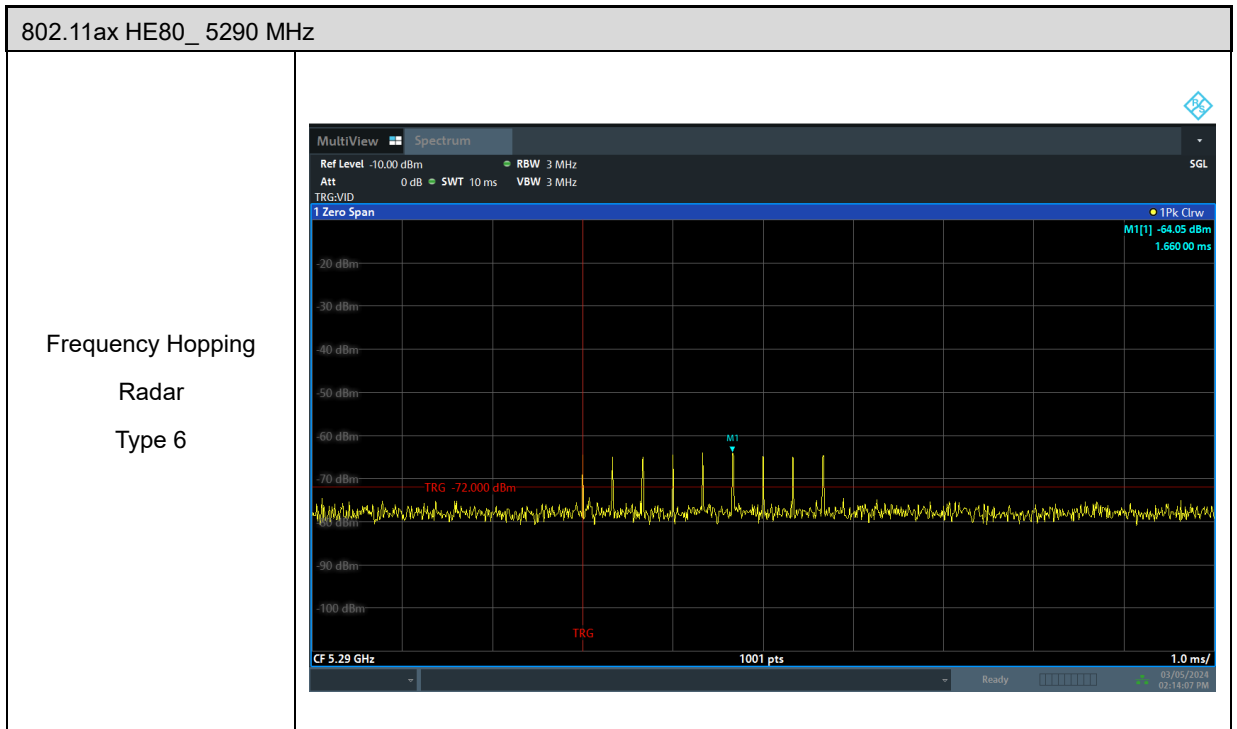 802.11ax HE80_ 5290 MHz
Frequency Hopping
Radar
Type 6
R&S
MultiView Spectrum
Ref Level -10.00 dBm RBW 3 MHz SGL
Att 0 dB SWT 10 ms VBW 3 MHz
TRG:VID
1 Zero Span 1Pk Clrw
M1[1] -64.05 dBm
1.660 00 ms
-20 dBm
-30 dBm
-40 dBm
-50 dBm
-60 dBm
M1
-70 dBm
TRG -72.000 dBm
-80 dBm
-90 dBm
-100 dBm
TRG
CF 5.29 GHz 1001 pts 1.0 ms/
Ready 03/05/2024
02:14:07 PM